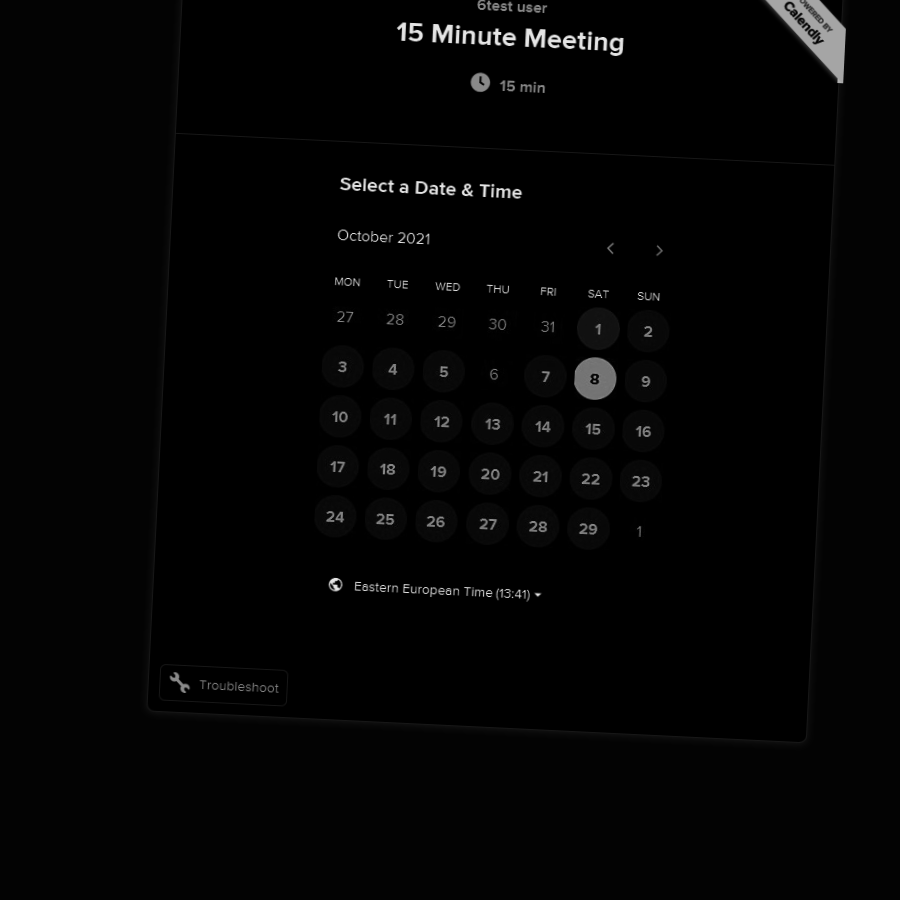 6test user
15 Minute Meeting
15 min
POWERED BY
Calendly
Select a Date & Time
October 2021
MON TUE WED THU FRI SAT SUN
27 28 29 30 31 1 2
3 4 5 6 7 8 9
10 11 12 13 14 15 16
17 18 19 20 21 22 23
24 25 26 27 28 29 1
Eastern European Time (13:41)
Troubleshoot